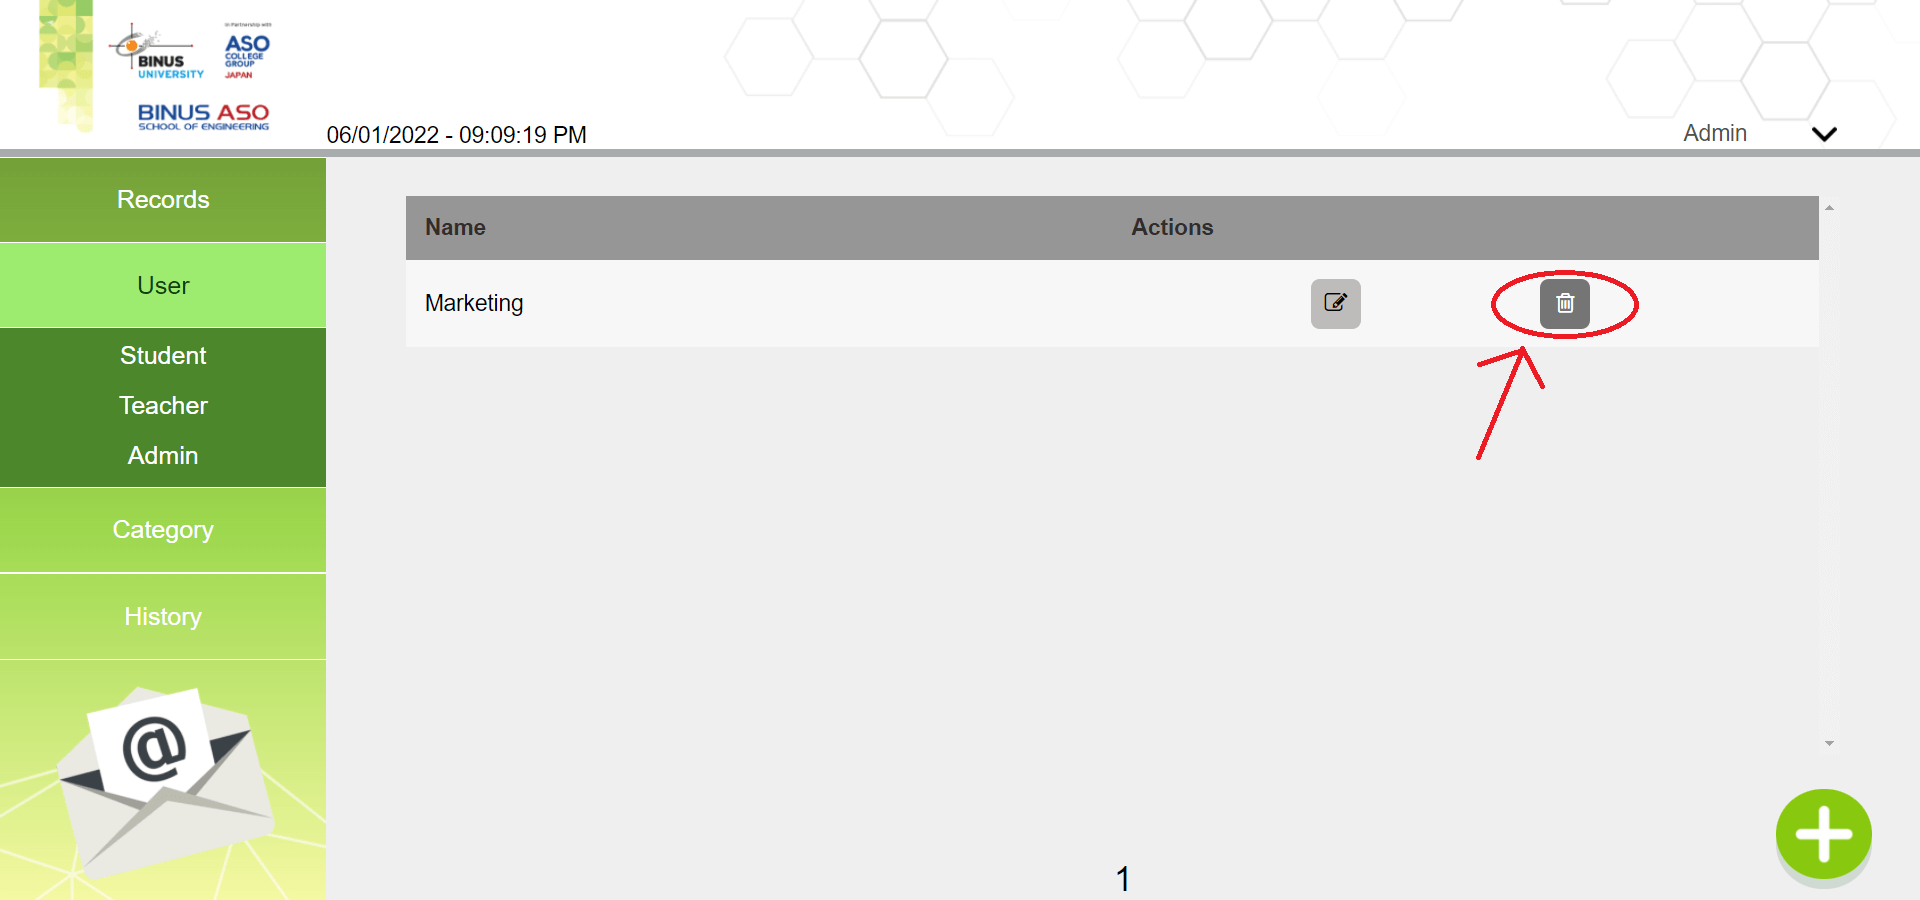 In Partnership with
BINUS
UNIVERSITY
ASO
COLLEGE
GROUP
JAPAN
BINUS ASO
SCHOOL OF ENGINEERING
06/01/2022 - 09:09:19 PM
Admin
Records
User
Student
Teacher
Admin
Category
History
@
Name Actions
Marketing
1